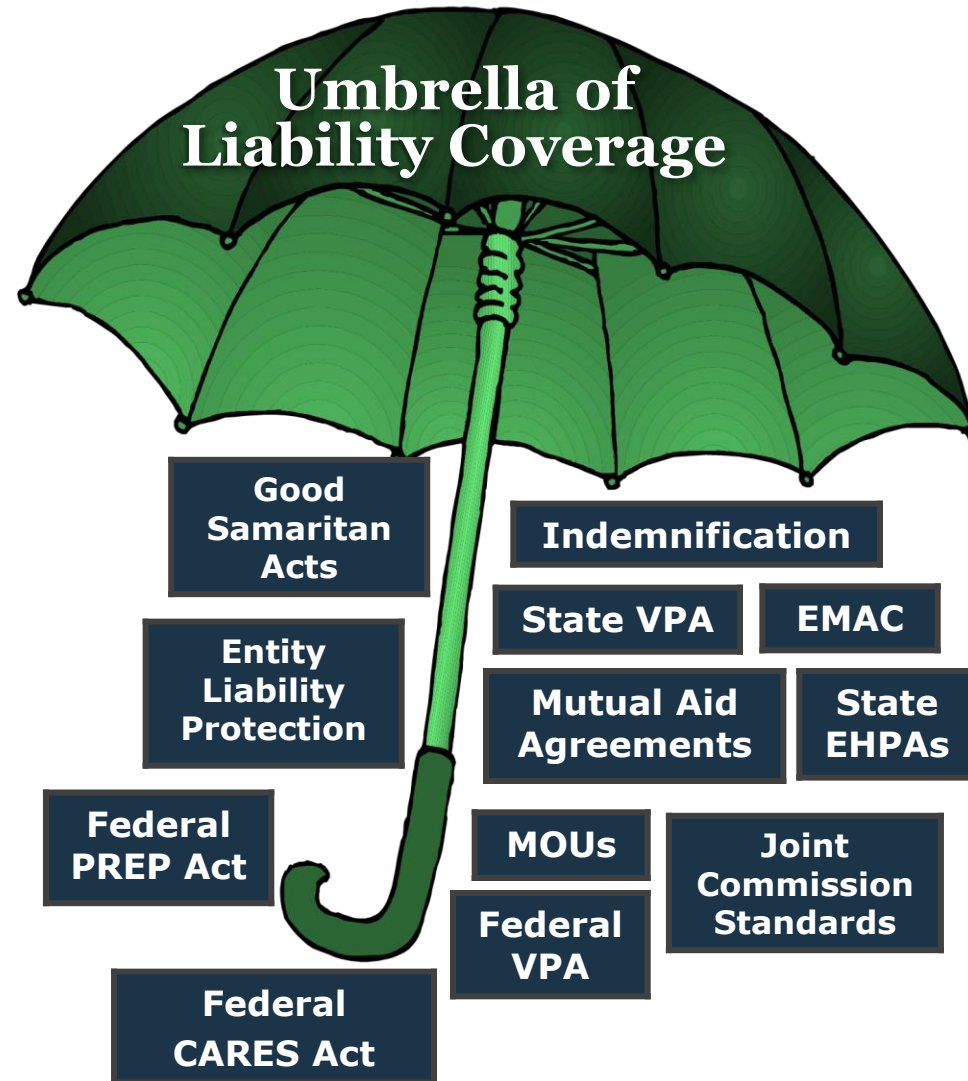 Umbrella of
Liability Coverage
Good
Samaritan
Acts
Indemnification
State VPA
EMAC
Entity
Liability
Protection
Mutual Aid
Agreements
State
EHPAs
Federal
PREP Act
MOUs
Joint
Commission
Standards
Federal
VPA
Federal
CARES Act